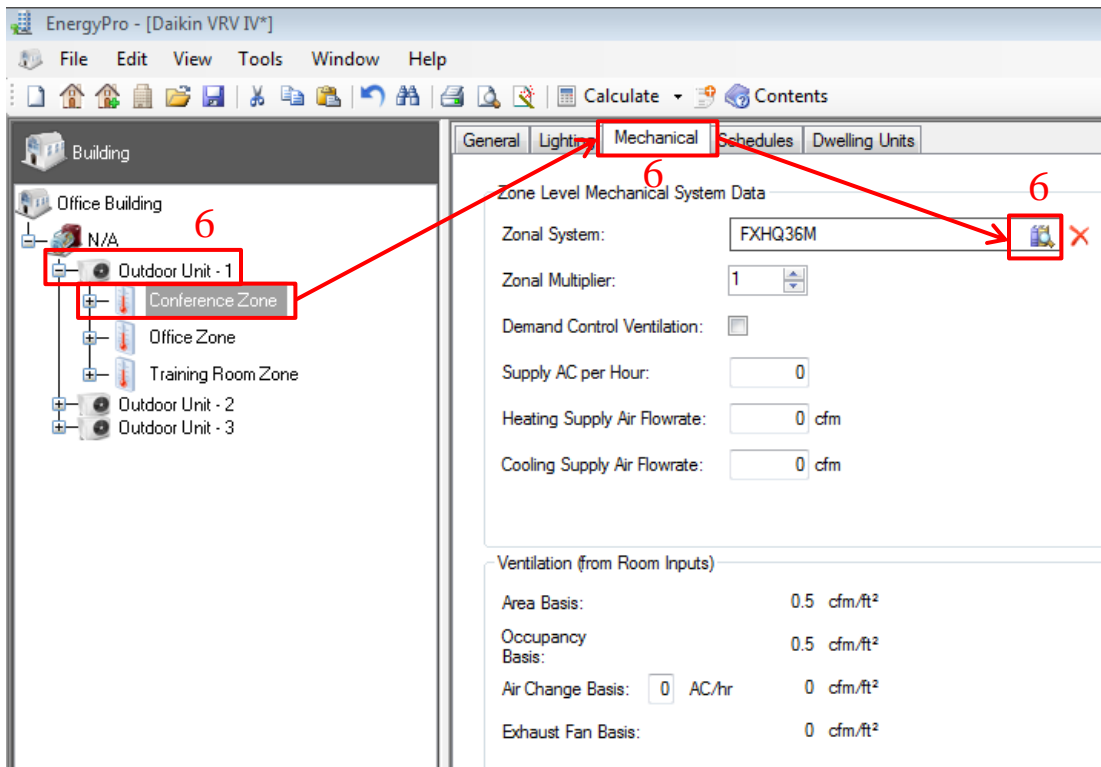 EnergyPro - [Daikin VRV IV*]
File Edit View Tools Window Help
Calculate Contents
Building
General Lighting Mechanical Schedules Dwelling Units
6
Zone Level Mechanical System Data
6
Office Building
6
N/A
Zonal System: FXHQ36M
Outdoor Unit - 1
Zonal Multiplier: 1
Conference Zone
Demand Control Ventilation:
Office Zone
Supply AC per Hour: 0
Training Room Zone
Outdoor Unit - 2
Heating Supply Air Flowrate: 0 cfm
Outdoor Unit - 3
Cooling Supply Air Flowrate: 0 cfm
Ventilation (from Room Inputs)
Area Basis: 0.5 cfm/ft²
Occupancy
Basis: 0.5 cfm/ft²
Air Change Basis: 0 AC/hr 0 cfm/ft²
Exhaust Fan Basis: 0 cfm/ft²